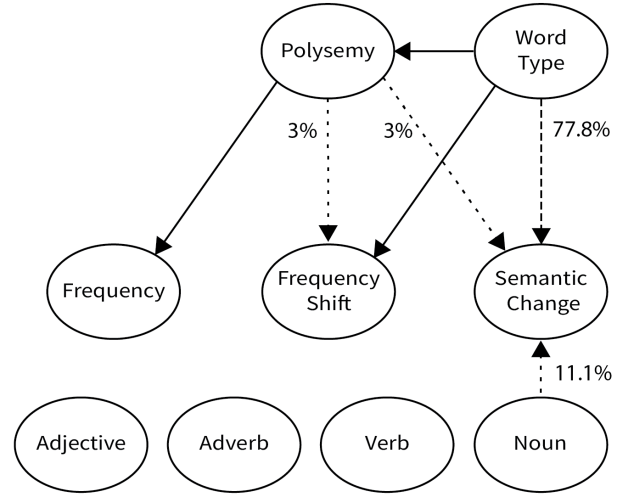 Polysemy
Word
Type
3%
3%
77.8%
Frequency
Frequency
Shift
Semantic
Change
11.1%
Adjective
Adverb
Verb
Noun